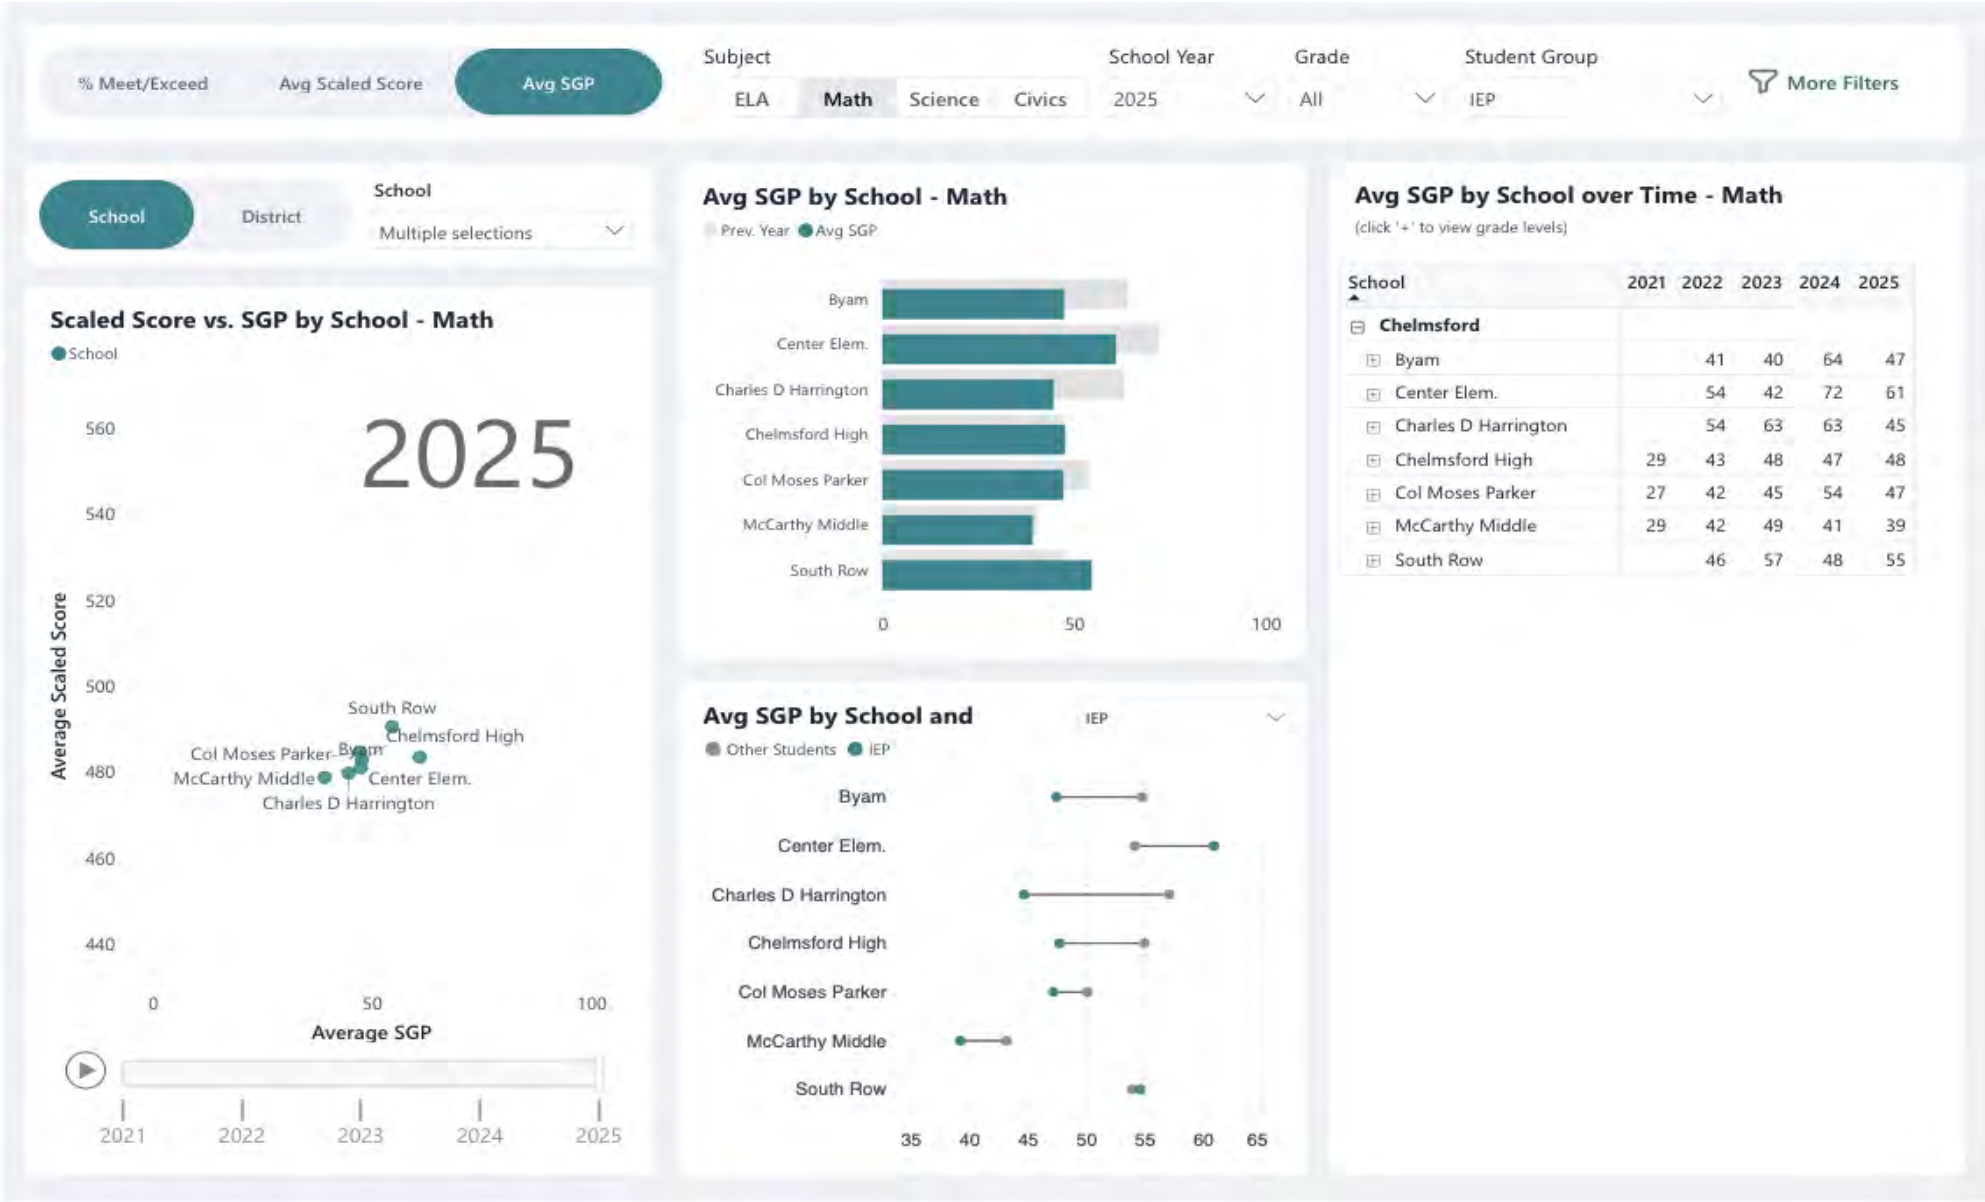 % Meet/Exceed Avg Scaled Score Avg SGP
Subject
ELA Math Science Civics
School Year
2025
Grade
All
Student Group
IEP
More Filters
School District
School
Multiple selections
Scaled Score vs. SGP by School - Math
School
2025
560
540
520
500
480
460
440
Average Scaled Score
South Row
Chelmsford High
Col Moses Parker
Byam
McCarthy Middle
Center Elem.
Charles D Harrington
0 50 100
Average SGP
2021 2022 2023 2024 2025
Avg SGP by School - Math
Prev. Year Avg SGP
Byam
Center Elem.
Charles D Harrington
Chelmsford High
Col Moses Parker
McCarthy Middle
South Row
0 50 100
Avg SGP by School and IEP
Other Students IEP
Byam
Center Elem.
Charles D Harrington
Chelmsford High
Col Moses Parker
McCarthy Middle
South Row
35 40 45 50 55 60 65
Avg SGP by School over Time - Math
(click '+' to view grade levels)
School 2021 2022 2023 2024 2025
Chelmsford
Byam 41 40 64 47
Center Elem. 54 42 72 61
Charles D Harrington 54 63 63 45
Chelmsford High 29 43 48 47 48
Col Moses Parker 27 42 45 54 47
McCarthy Middle 29 42 49 41 39
South Row 46 57 48 55